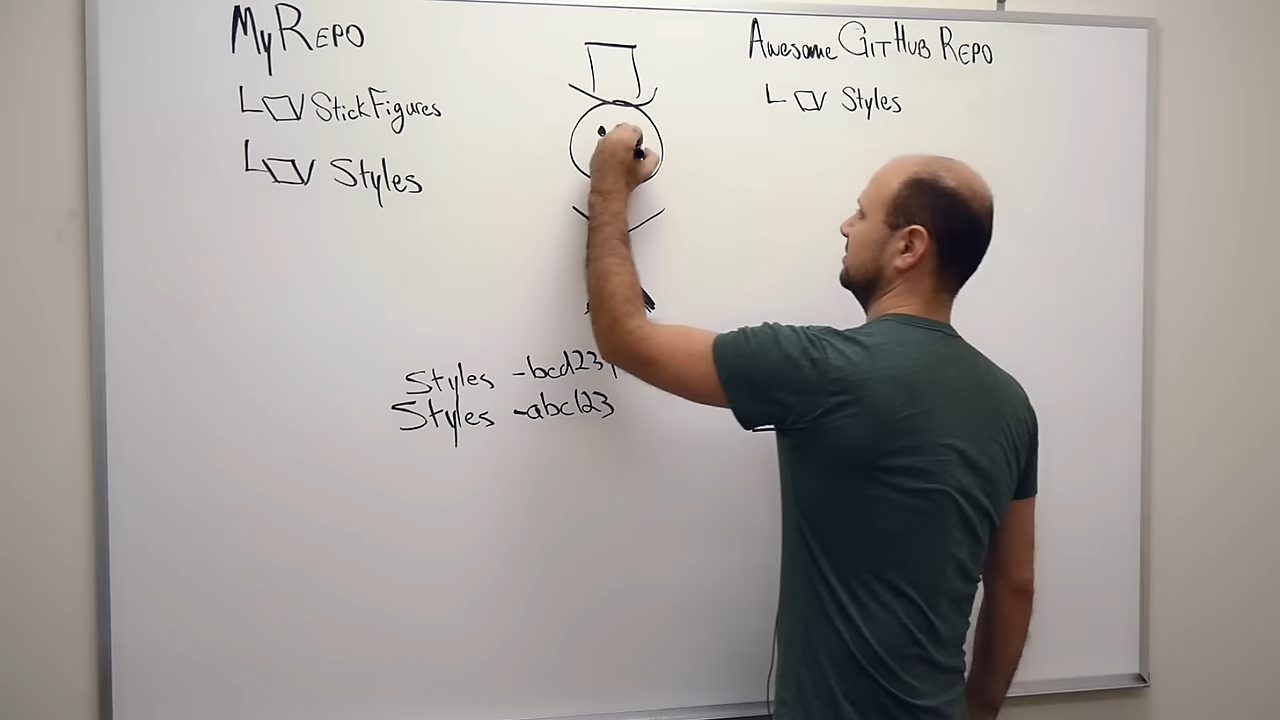 MyRepo
StickFigures
Styles
Awesome GitHub Repo
Styles
Styles -bcd23
Styles -abc123